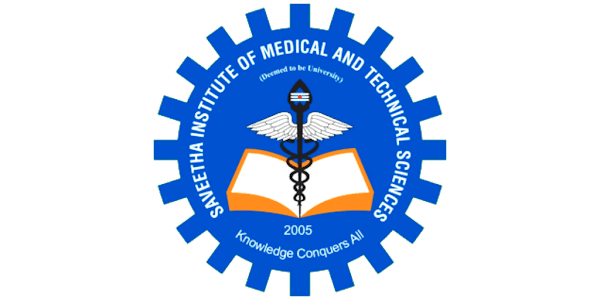 SAVEETHA INSTITUTE OF MEDICAL AND TECHNICAL SCIENCES
(Deemed to be University)
2005
Knowledge Conquers All